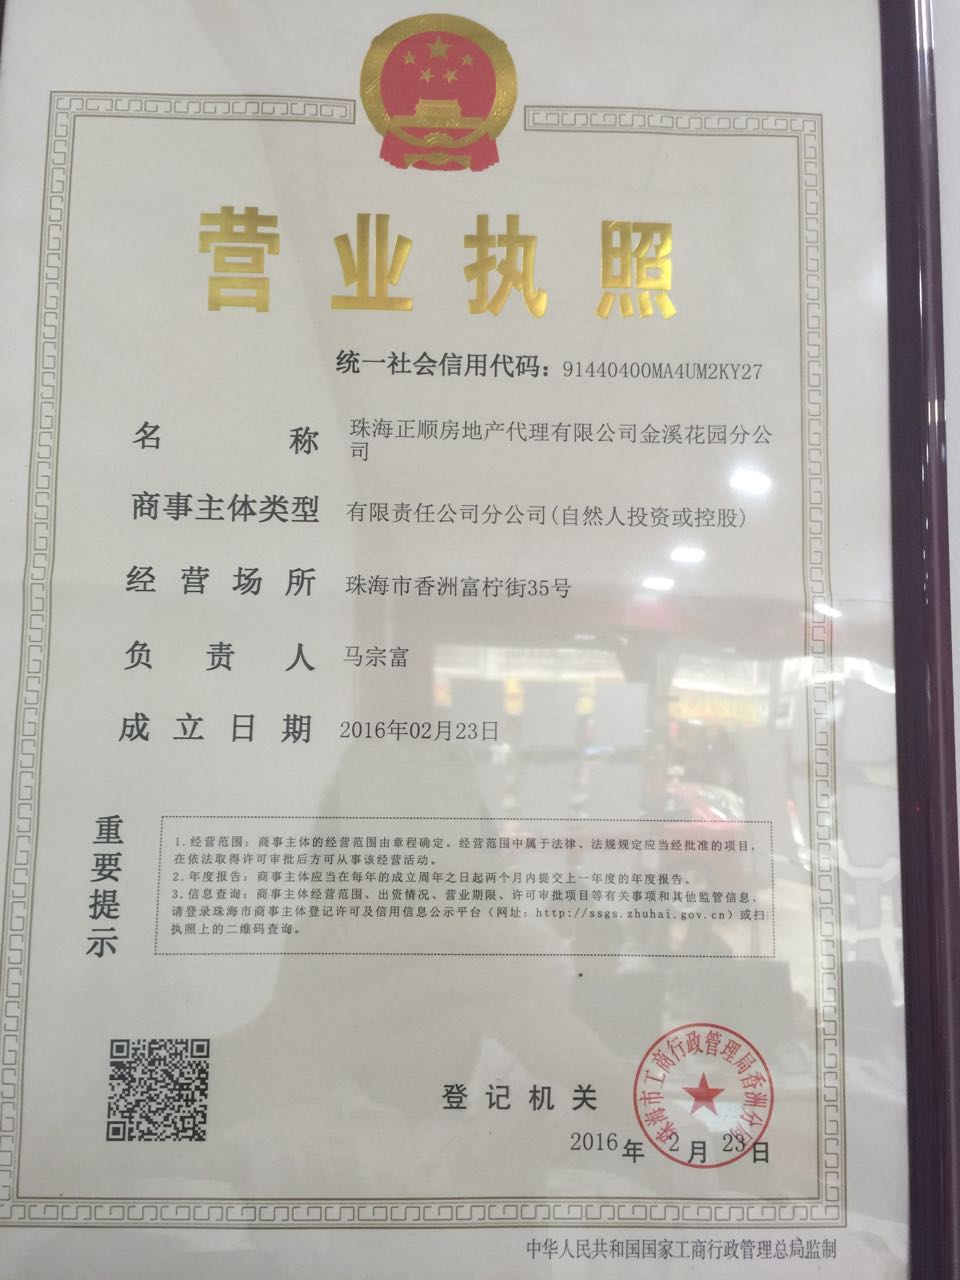 营业执照
统一社会信用代码：91440400MA4UM2KY27
名称 珠海正顺房地产代理有限公司金溪花园分公
司
商事主体类型 有限责任公司分公司(自然人投资或控股)
经营场所 珠海市香洲富柠街35号
负责人 马宗富
成立日期 2016年02月23日
重要提示
1.经营范围：商事主体的经营范围由章程确定。经营范围中属于法律、法规规定应当经批准的项目，
在依法取得许可审批后方可从事该经营活动。
2.年度报告：商事主体应当在每年的成立周年之日起两个月内提交上一年度的年度报告。
3.信息查询：商事主体经营范围、出资情况、营业期限、许可审批项目等有关事项和其他监管信息，
请登录珠海市商事主体登记许可及信用信息公示平台（网址：http://ssgs.zhuhai.gov.cn）或扫
执照上的二维码查询。
登记机关
珠海市工商行政管理局香洲分局
2016年2月23日
中华人民共和国国家工商行政管理总局监制